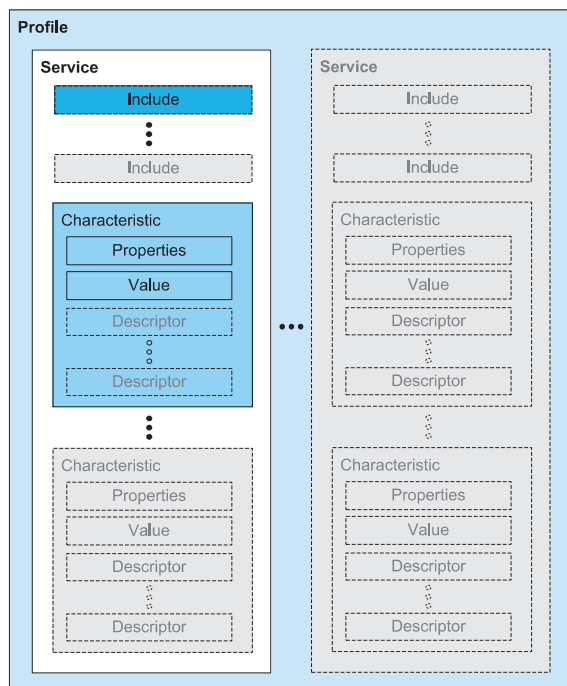 Profile
Service
Include
Include
Characteristic
Properties
Value
Descriptor
Descriptor
Characteristic
Properties
Value
Descriptor
Descriptor
Service
Include
Include
Characteristic
Properties
Value
Descriptor
Descriptor
Characteristic
Properties
Value
Descriptor
Descriptor